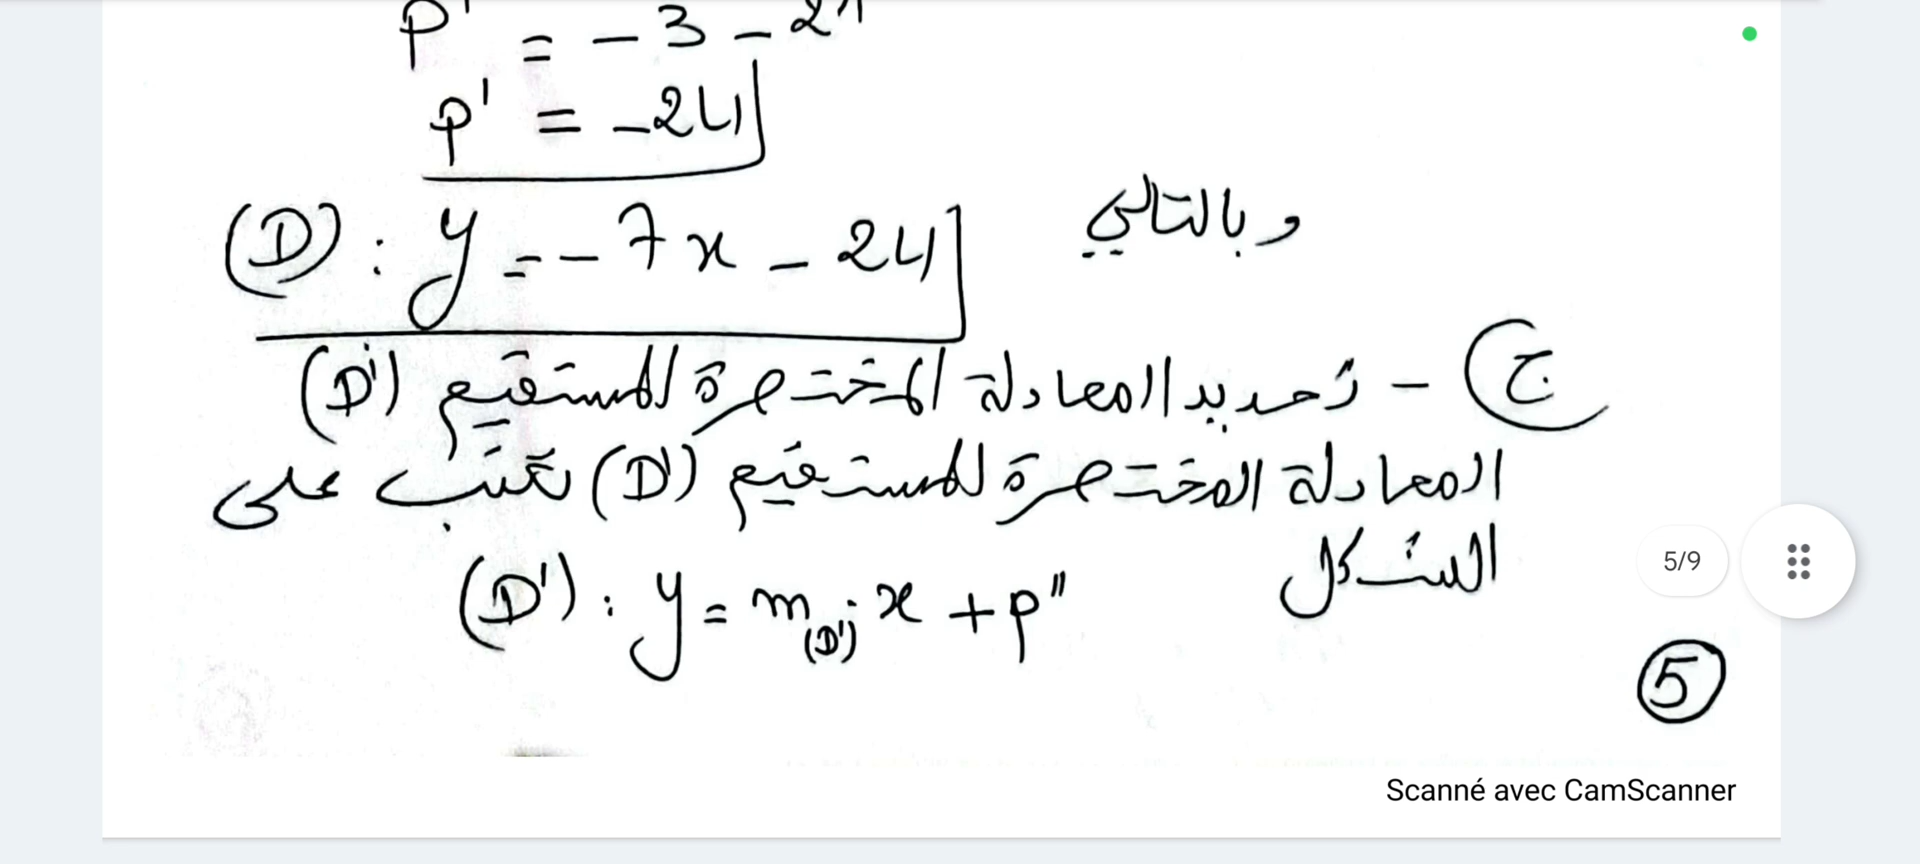 P' = - 3 - 21
P' = -24
وبالتالي (D): y = -7x - 24
ج - تحديد المعادلة المختصرة للمستقيم (D')
المعادلة المختصرة للمستقيم (D') تكتب على
الشكل
(D'): y = m(D') x + p"
5/9
5
Scanné avec CamScanner